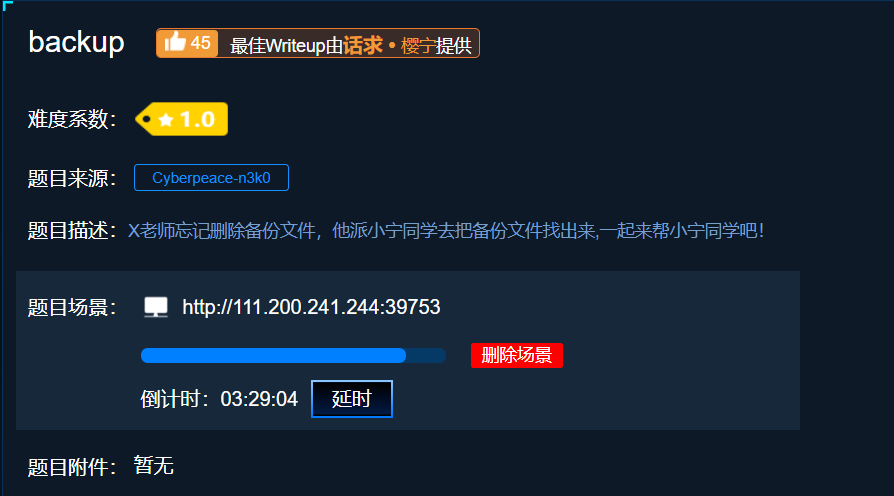 backup 45 最佳Writeup由话求·樱宁提供
难度系数： 1.0
题目来源： Cyberpeace-n3k0
题目描述：X老师忘记删除备份文件，他派小宁同学去把备份文件找出来,一起来帮小宁同学吧！
题目场景： http://111.200.241.244:39753
删除场景
倒计时：03:29:04 延时
题目附件： 暂无